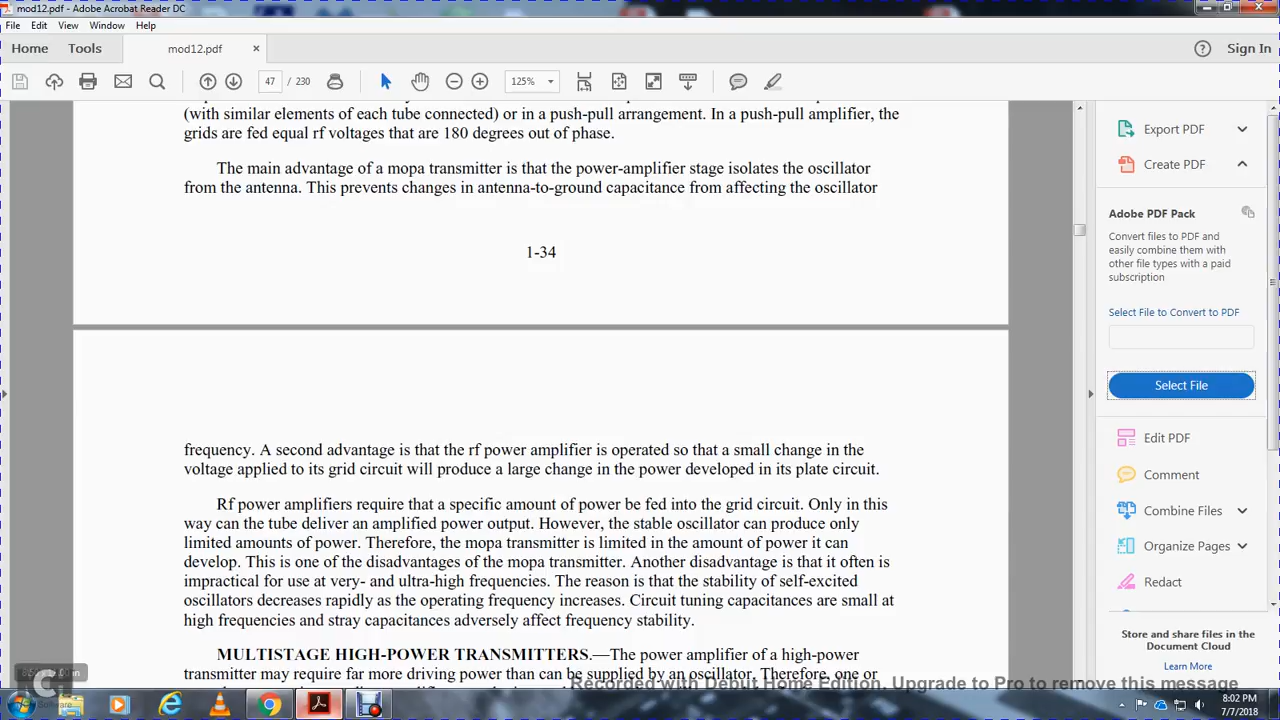 mod12.pdf - Adobe Acrobat Reader DC
File Edit View Window Help
Home Tools mod12.pdf × Sign In
47 / 230 125%
(with similar elements of each tube connected) or in a push-pull arrangement. In a push-pull amplifier, the
grids are fed equal rf voltages that are 180 degrees out of phase.
The main advantage of a mopa transmitter is that the power-amplifier stage isolates the oscillator
from the antenna. This prevents changes in antenna-to-ground capacitance from affecting the oscillator
1-34
frequency. A second advantage is that the rf power amplifier is operated so that a small change in the
voltage applied to its grid circuit will produce a large change in the power developed in its plate circuit.
Rf power amplifiers require that a specific amount of power be fed into the grid circuit. Only in this
way can the tube deliver an amplified power output. However, the stable oscillator can produce only
limited amounts of power. Therefore, the mopa transmitter is limited in the amount of power it can
develop. This is one of the disadvantages of the mopa transmitter. Another disadvantage is that it often is
impractical for use at very- and ultra-high frequencies. The reason is that the stability of self-excited
oscillators decreases rapidly as the operating frequency increases. Circuit tuning capacitances are small at
high frequencies and stray capacitances adversely affect frequency stability.
MULTISTAGE HIGH-POWER TRANSMITTERS.—The power amplifier of a high-power
transmitter may require far more driving power than can be supplied by an oscillator. Therefore, one or
Export PDF
Create PDF
Adobe PDF Pack
Convert files to PDF and
easily combine them with
other file types with a paid
subscription
Select File to Convert to PDF
Select File
Edit PDF
Comment
Combine Files
Organize Pages
Redact
Store and share files in the
Document Cloud
Learn More
8.50 x 11.00 in
Recorded with Debut Home Edition. Upgrade to Pro to remove this message
Software
8:02 PM
7/7/2018